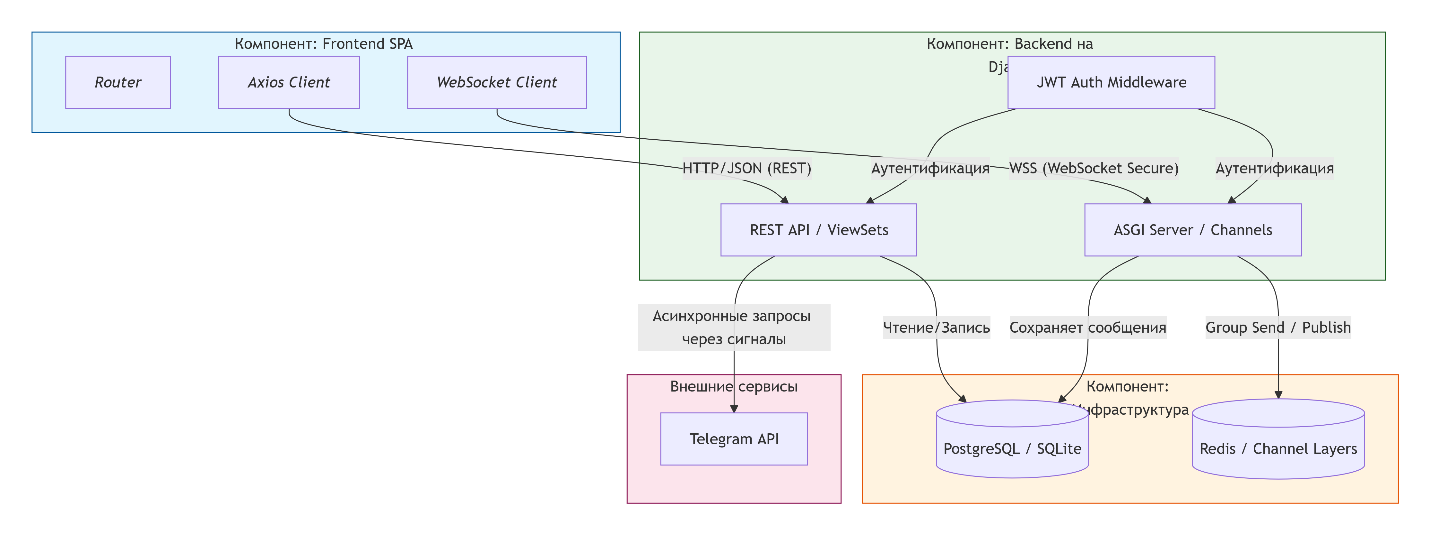 Компонент: Frontend SPA
Router
Axios Client
WebSocket Client
Компонент: Backend на
JWT Auth Middleware
HTTP/JSON (REST)
Аутентификация
WSS (WebSocket Secure)
Аутентификация
REST API / ViewSets
ASGI Server / Channels
Асинхронные запросы
через сигналы
Чтение/Запись
Сохраняет сообщения
Group Send / Publish
Внешние сервисы
Telegram API
Компонент:
Инфраструктура
PostgreSQL / SQLite
Redis / Channel Layers